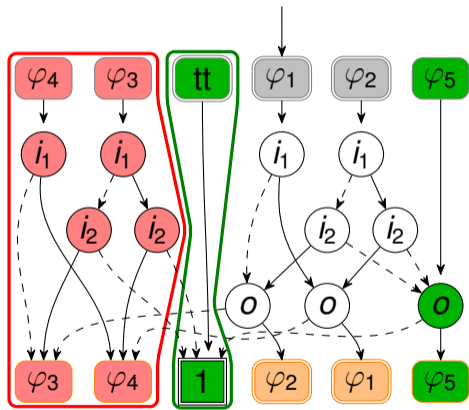 φ4 φ3 tt φ1 φ2 φ5
i1 i1 i1 i1
i2 i2 i2 i2
o o o
φ3 φ4 1 φ2 φ1 φ5